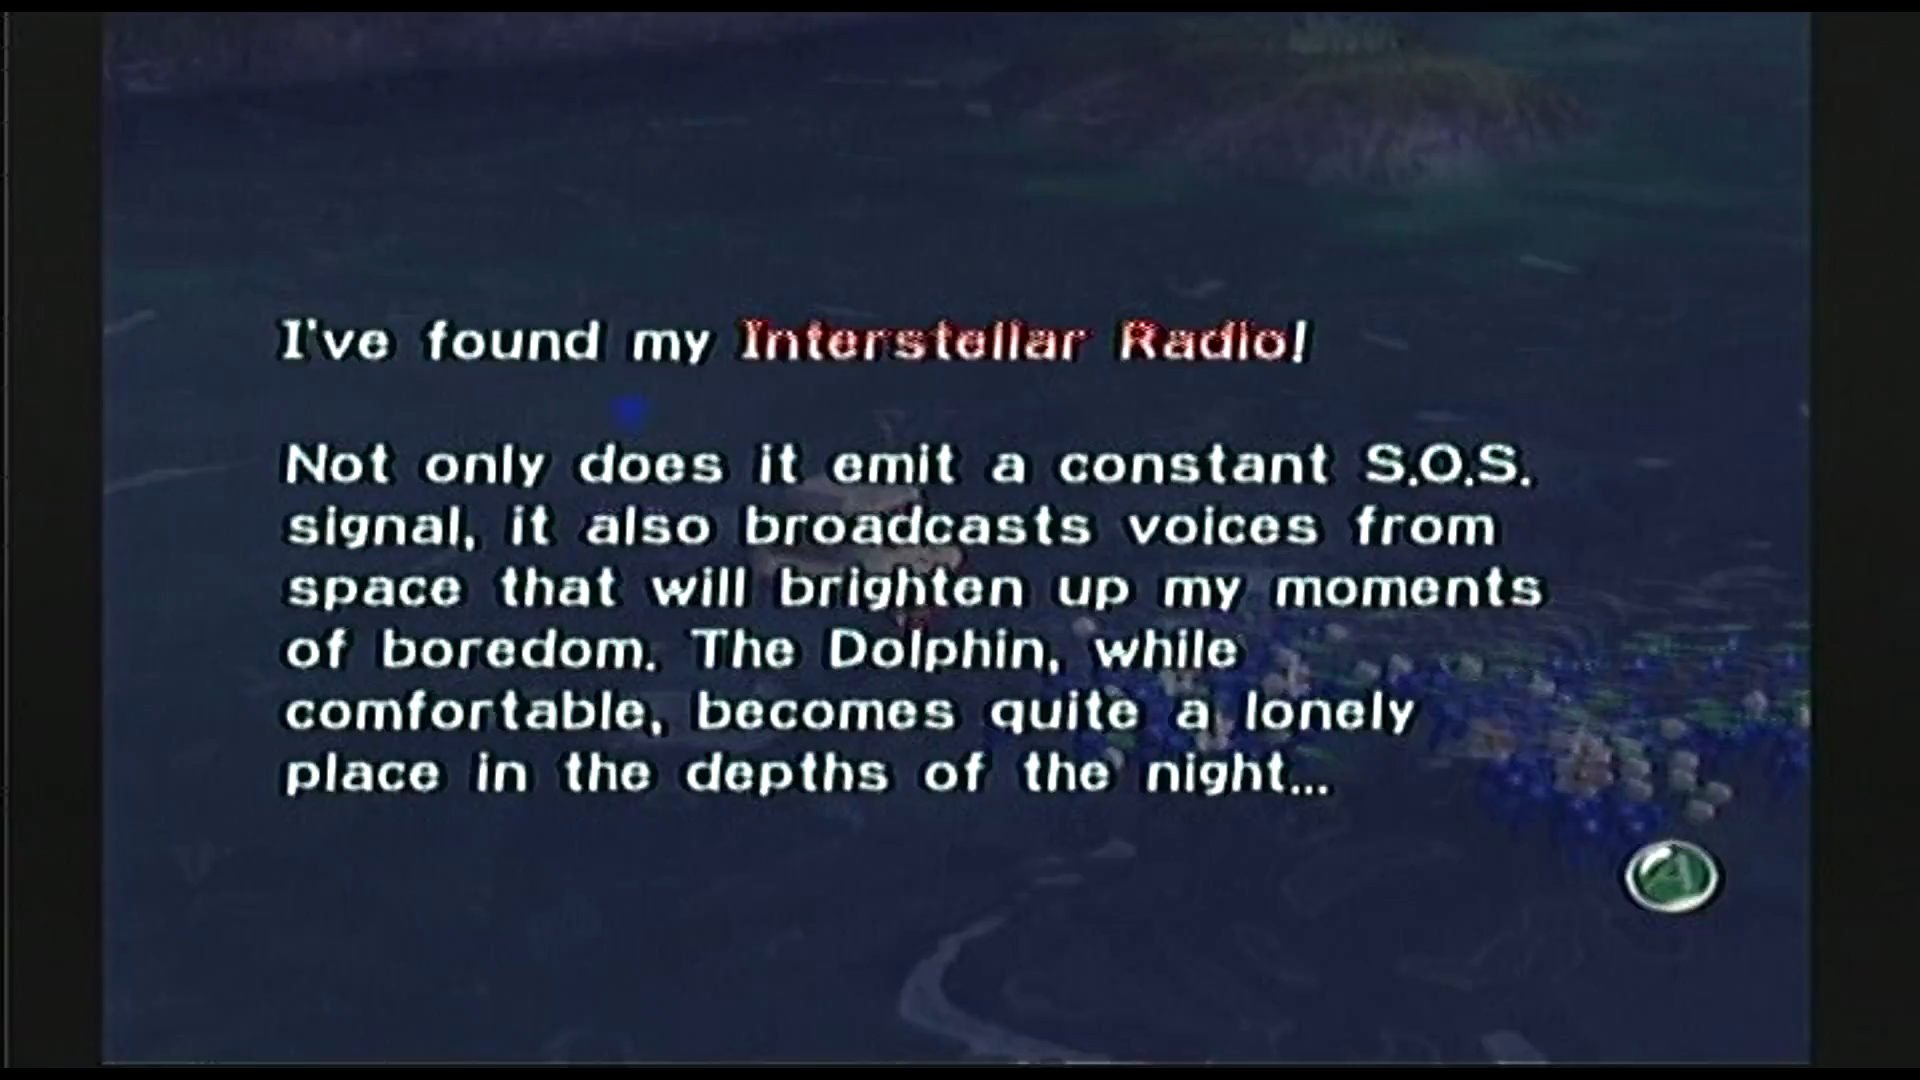 I've found my Interstellar Radio!
Not only does it emit a constant S.O.S.
signal, it also broadcasts voices from
space that will brighten up my moments
of boredom. The Dolphin, while
comfortable, becomes quite a lonely
place in the depths of the night...
A